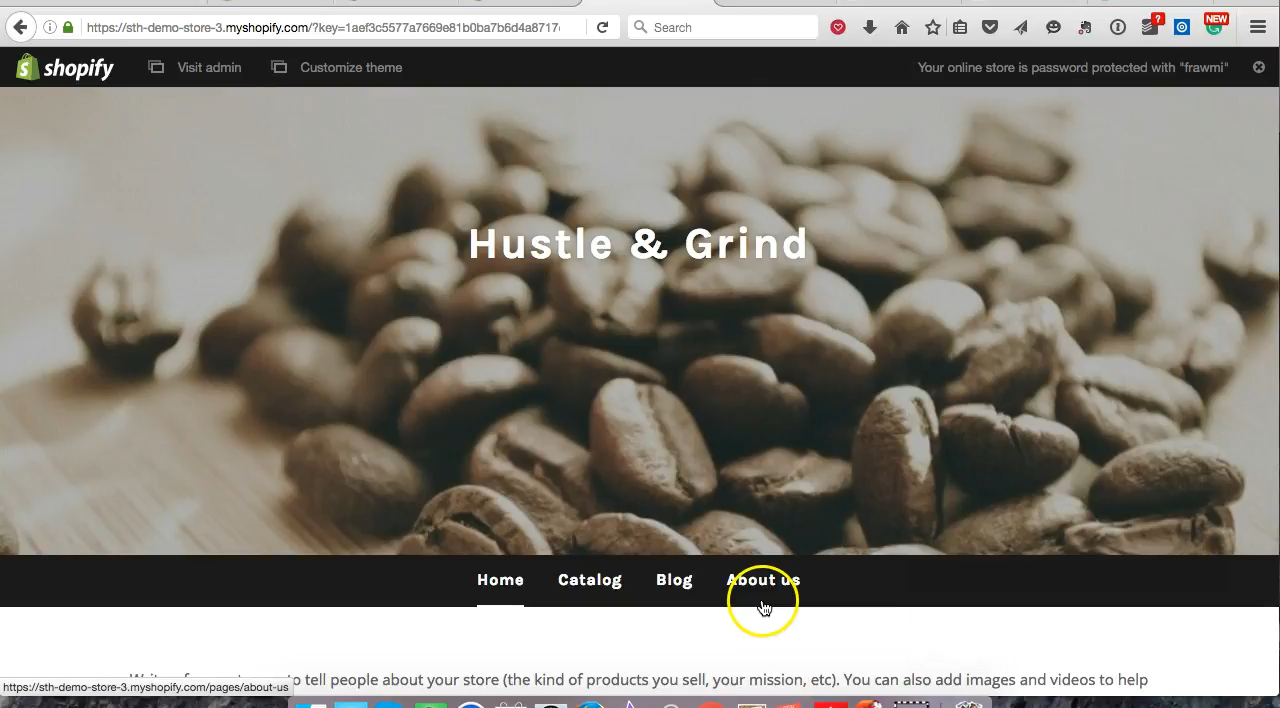 https://sth-demo-store-3.myshopify.com/?key=1aef3c5577a7669e81b0ba7b6d4a8717
Search
?
NEW
shopify
Visit admin
Customize theme
Your online store is password protected with "frawmi"
Hustle & Grind
Home
Catalog
Blog
About us
tell people about your store (the kind of products you sell, your mission, etc). You can also add images and videos to help
https://sth-demo-store-3.myshopify.com/pages/about-us